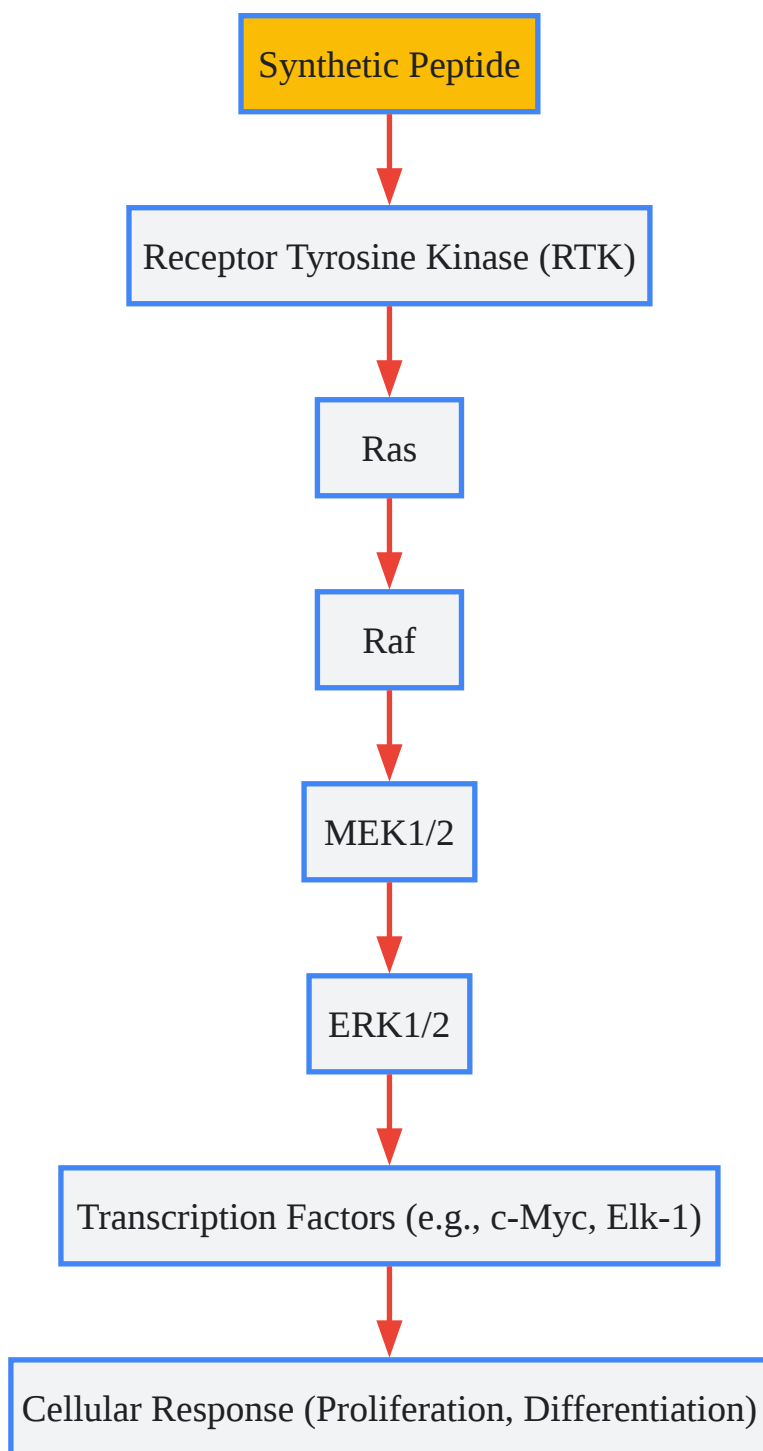 Synthetic Peptide
Receptor Tyrosine Kinase (RTK)
Ras
Raf
MEK1/2
ERK1/2
Transcription Factors (e.g., c-Myc, Elk-1)
Cellular Response (Proliferation, Differentiation)